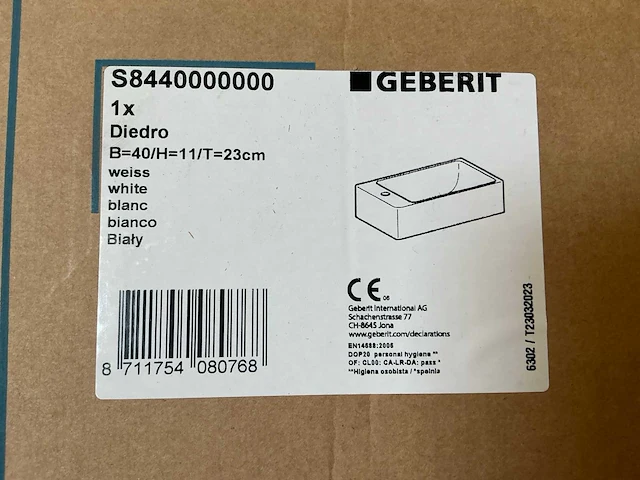 S8440000000
GEBERIT
1x
Diedro
B=40/H=11/T=23cm
weiss
white
blanc
bianco
Biały
CE 06
Geberit International AG
Schachenstrasse 77
CH-8645 Jona
www.geberit.com/declarations
EN14688:2006
DOP20 personal hygiene **
OF: CL00: CA-LR-DA: pass *
**Higiena osobista / *spełnia
8 711754 080768
6302 / T23032023